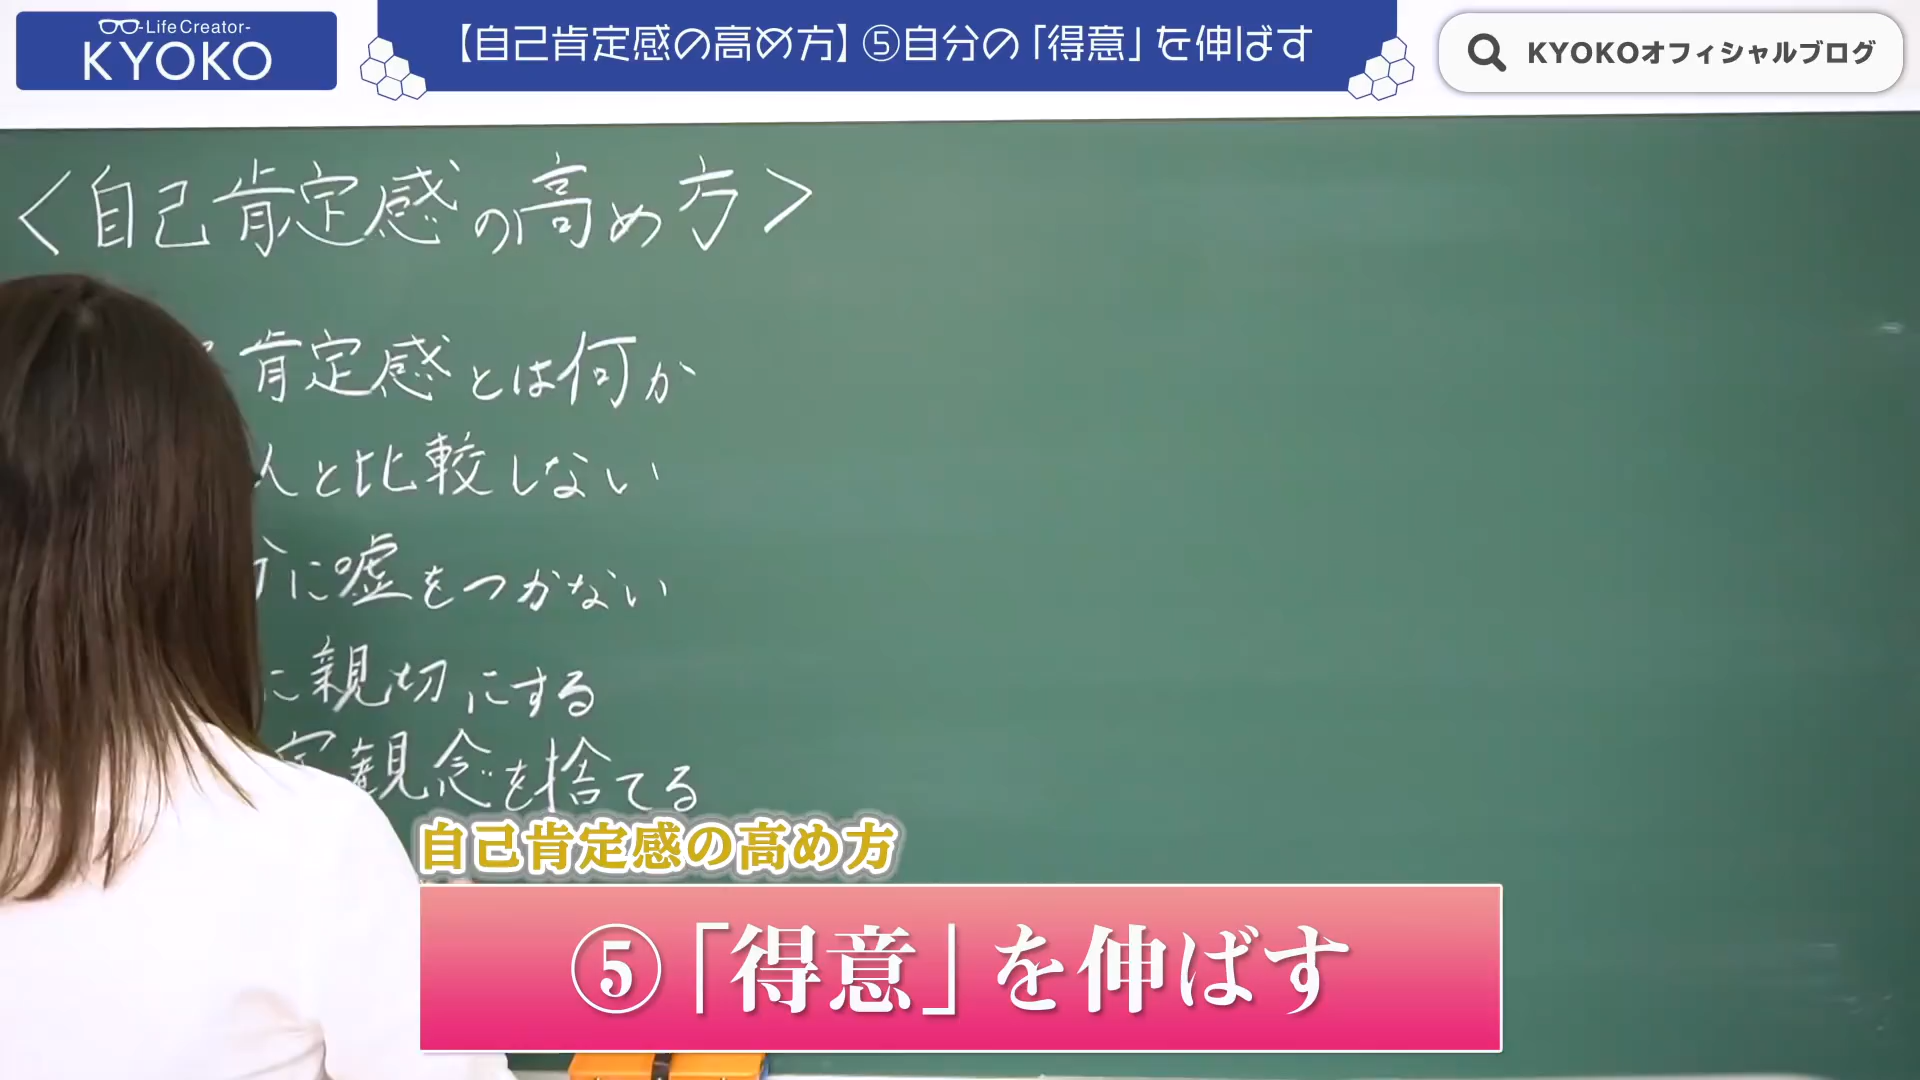 -Life Creator-
KYOKO
【自己肯定感の高め方】⑤自分の「得意」を伸ばす
KYOKOオフィシャルブログ
＜自己肯定感の高め方＞
肯定感とは何か
人と比較しない
に嘘をつかない
に親切にする
定観念を捨てる
自己肯定感の高め方
⑤「得意」を伸ばす